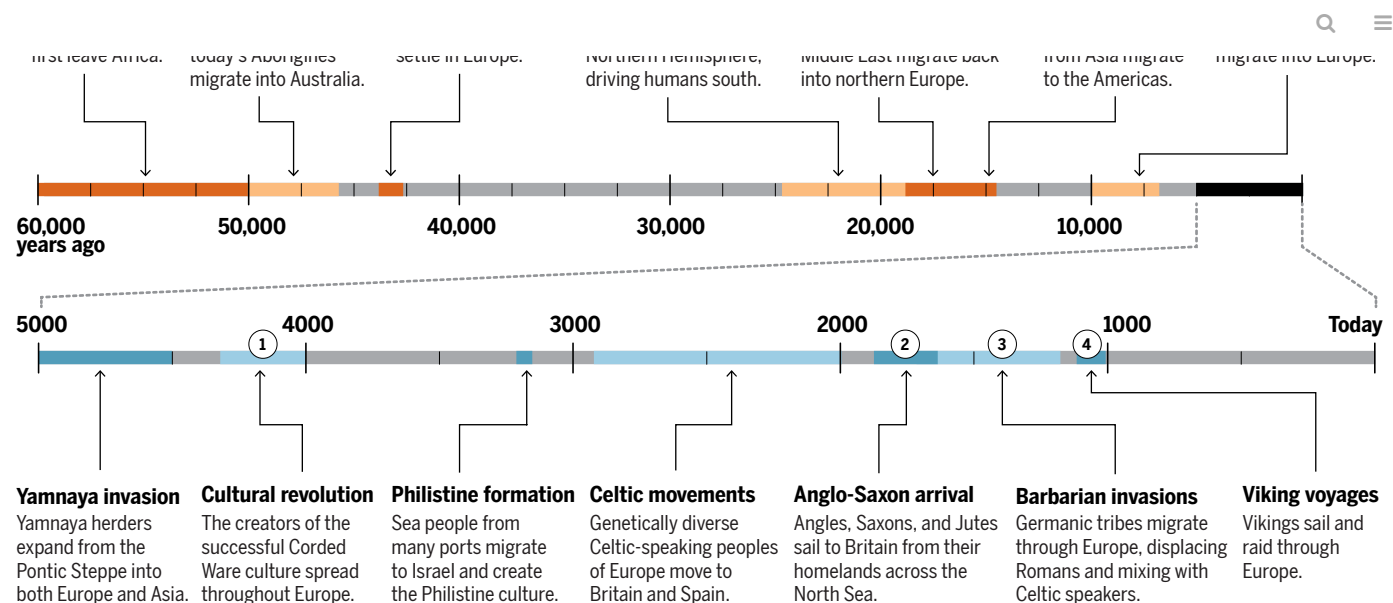 first leave Africa.
today's Aborigines
migrate into Australia.
settle in Europe.
Northern Hemisphere,
driving humans south.
Middle East migrate back
into northern Europe.
from Asia migrate
to the Americas.
migrate into Europe.
60,000
years ago
50,000
40,000
30,000
20,000
10,000
5000
4000
3000
2000
1000
Today
1
2
3
4
Yamnaya invasion
Yamnaya herders
expand from the
Pontic Steppe into
both Europe and Asia.
Cultural revolution
The creators of the
successful Corded
Ware culture spread
throughout Europe.
Philistine formation
Sea people from
many ports migrate
to Israel and create
the Philistine culture.
Celtic movements
Genetically diverse
Celtic-speaking peoples
of Europe move to
Britain and Spain.
Anglo-Saxon arrival
Angles, Saxons, and Jutes
sail to Britain from their
homelands across the
North Sea.
Barbarian invasions
Germanic tribes migrate
through Europe, displacing
Romans and mixing with
Celtic speakers.
Viking voyages
Vikings sail and
raid through
Europe.